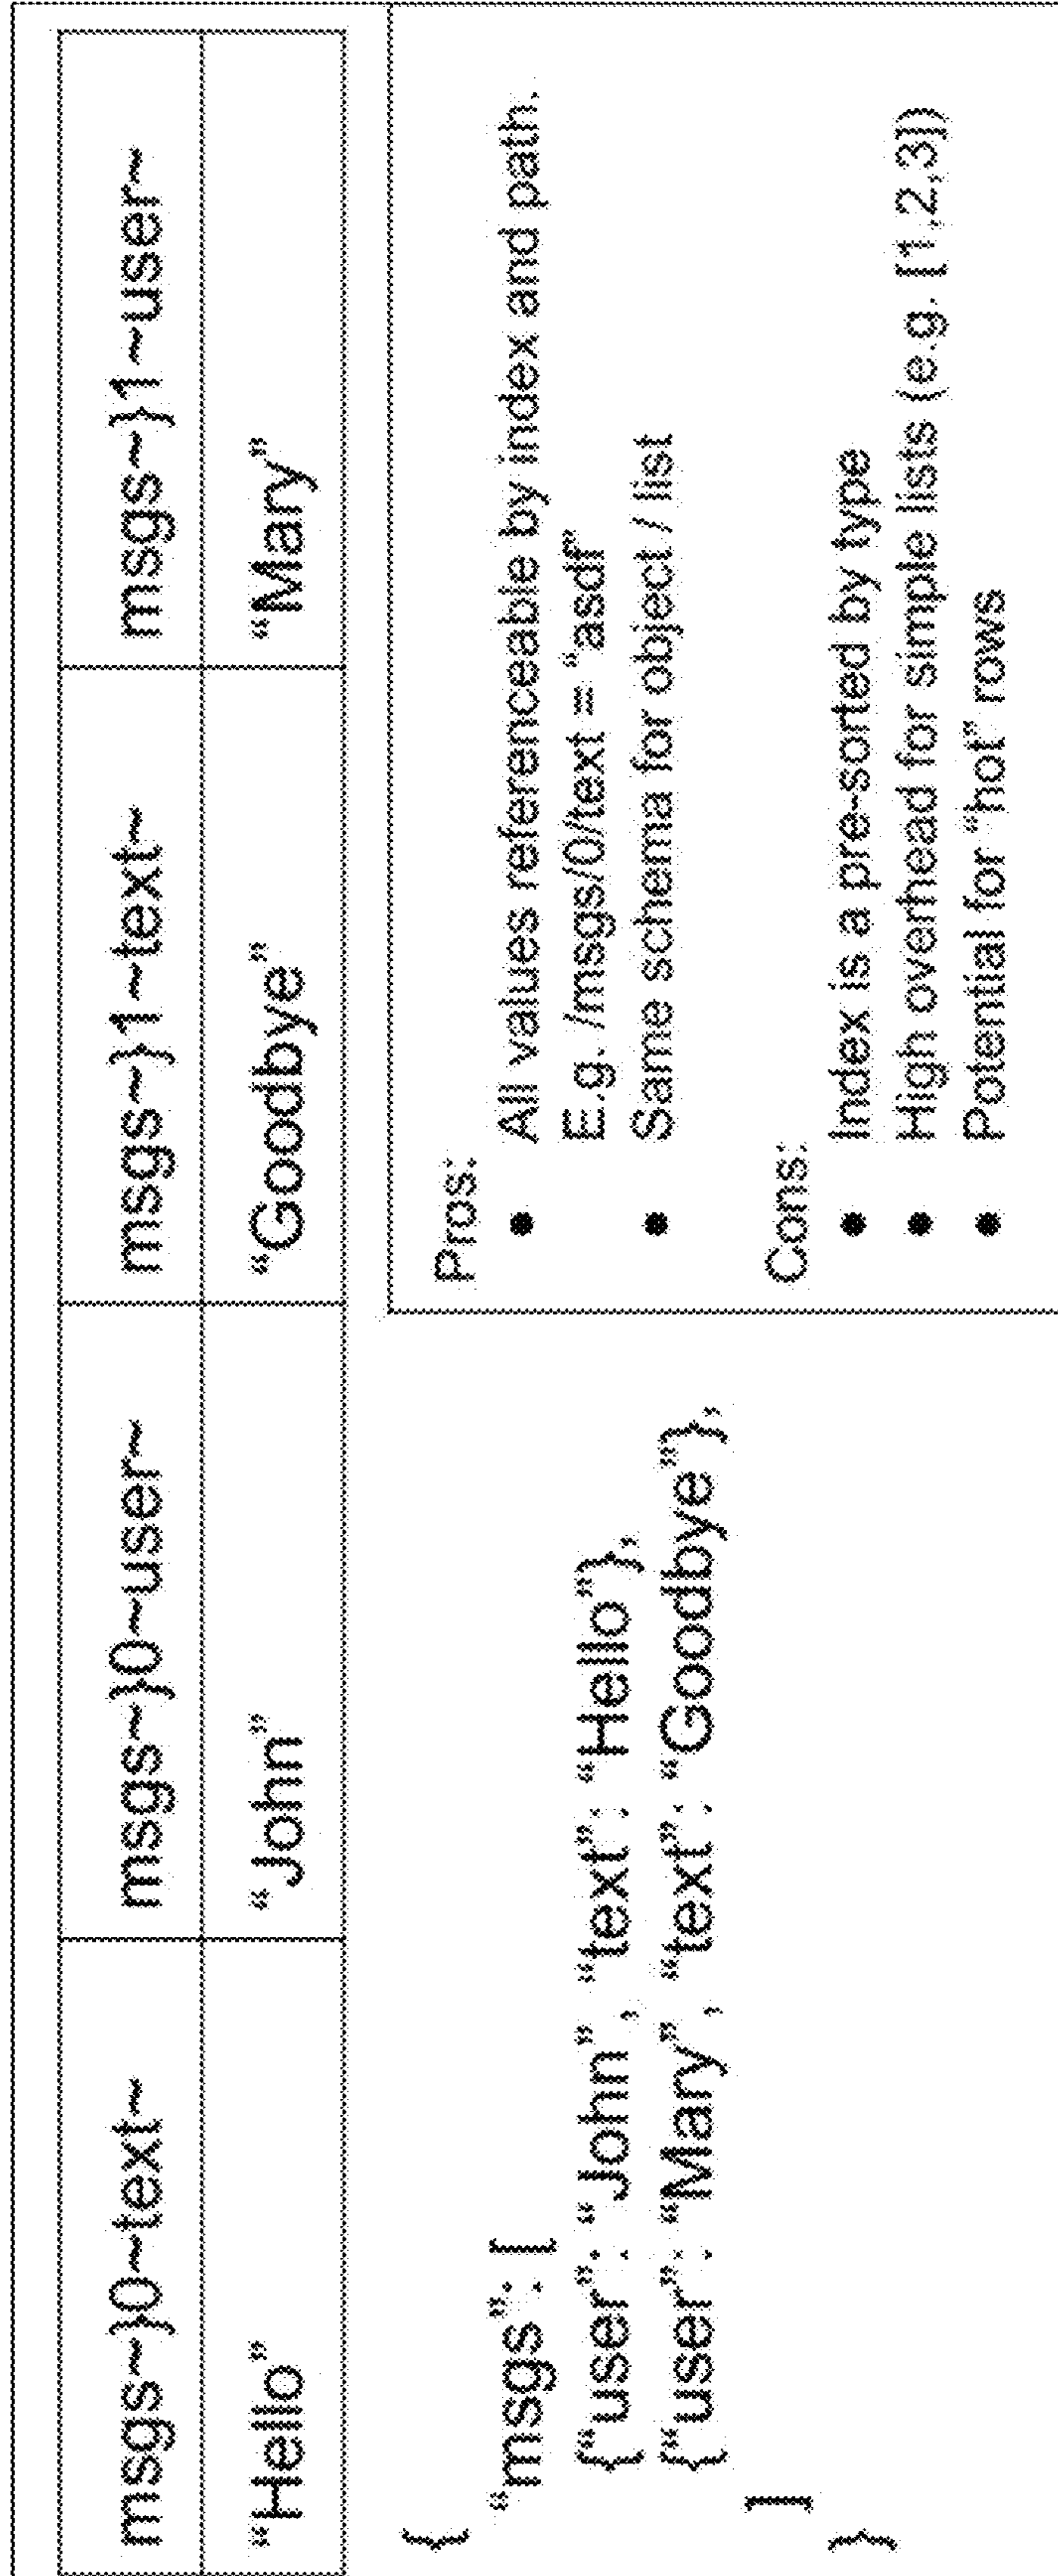 msgs~}0~text~ msgs~}0~user~ msgs~}1~text~ msgs~}1~user~
“Hello” “John” “Goodbye” “Mary”
{
“msgs”: [
{“user”: “John”, “text”: “Hello”},
{“user”: “Mary”, “text”: “Goodbye”},
]
}
Pros:
● All values referenceable by index and path.
E.g. /msgs/0/text = “asdf”
● Same schema for object / list
Cons:
● Index is a pre-sorted by type
● High overhead for simple lists (e.g. [1,2,3])
● Potential for “hot” rows